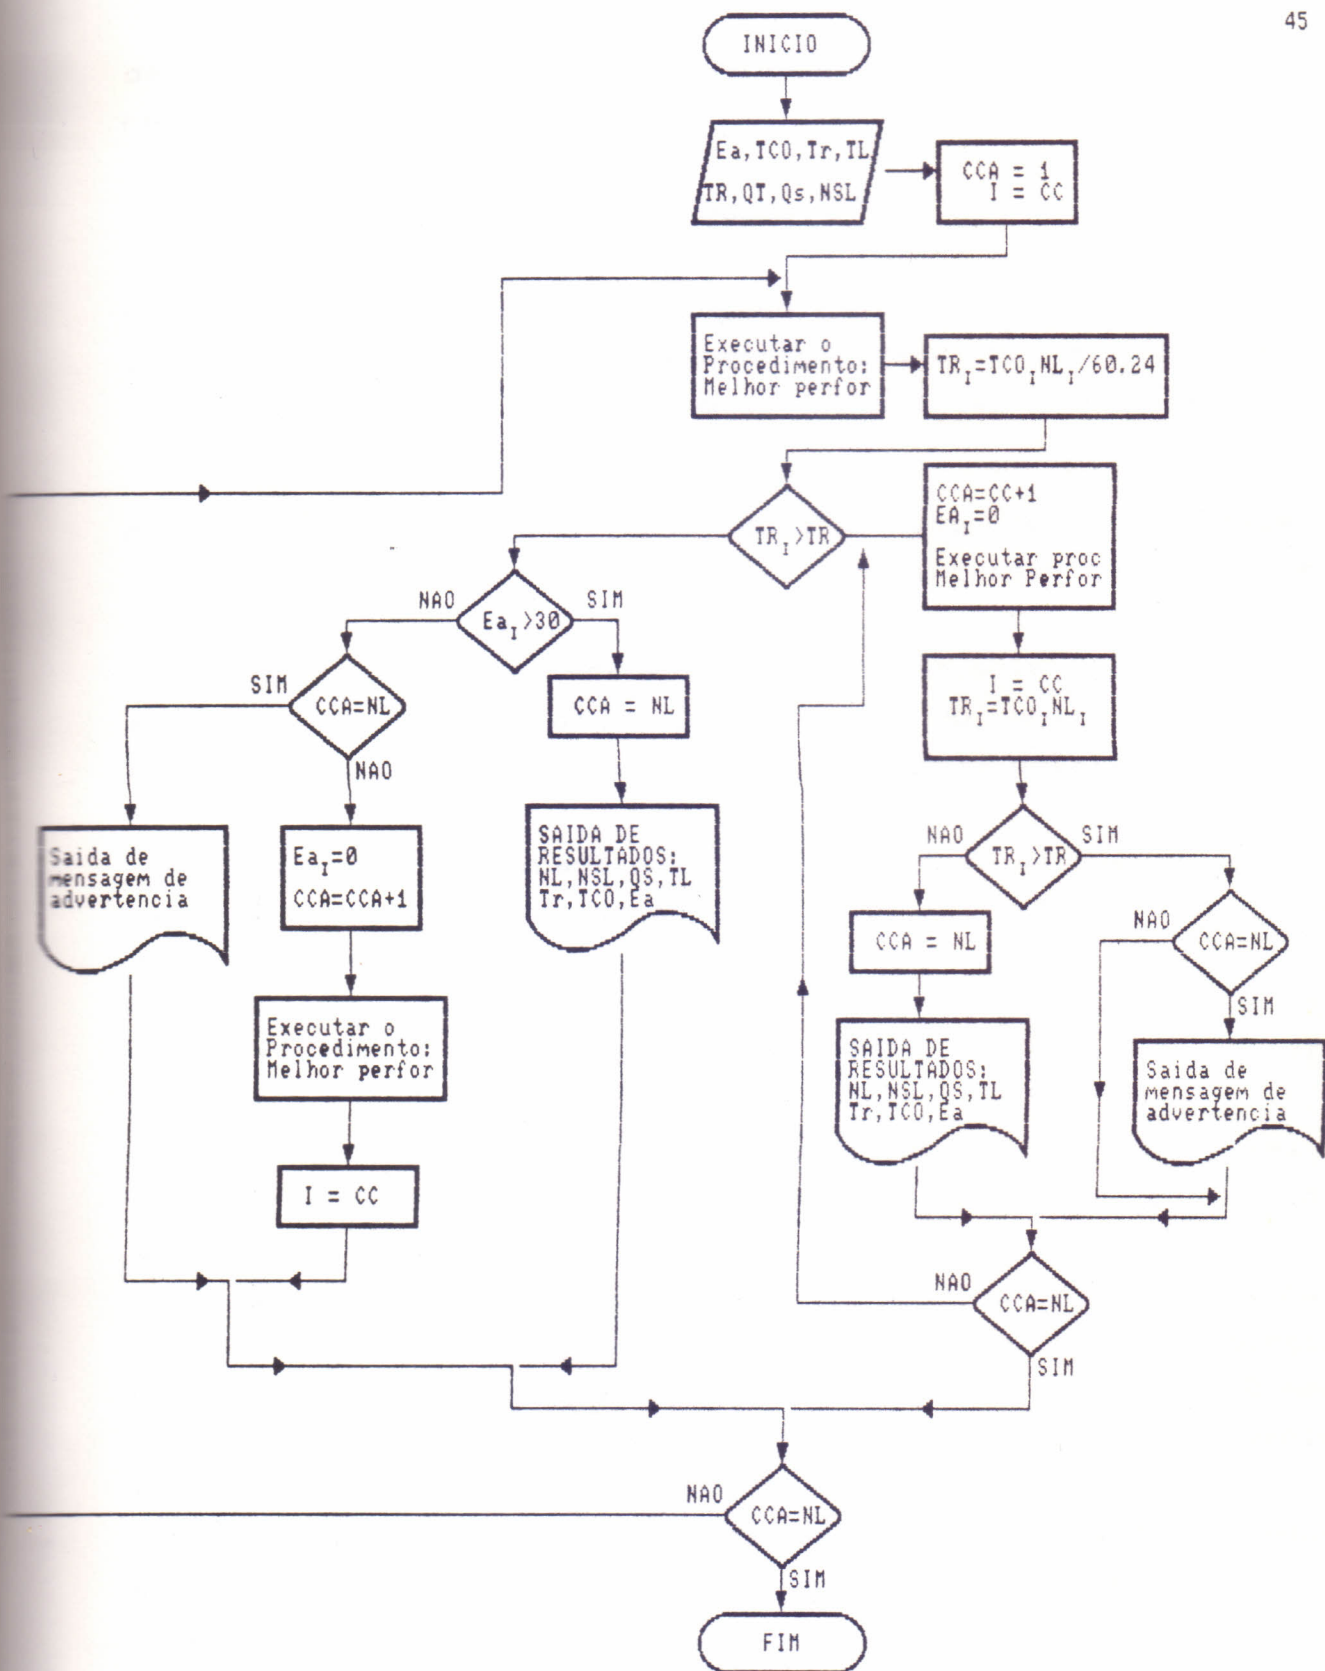 45
INICIO
Ea,TCO,Tr,TL
TR,QT,Qs,NSL
CCA = 1
I = CC
Executar o
Procedimento:
Melhor perfor
TR_I=TCO_I NL_I/60.24
TR_I>TR
CCA=CC+1
EA_I=0
Executar proc
Melhor Perfor
NAO
Ea_I>30
SIM
I = CC
TR_I=TCO_I NL_I
SIM
CCA=NL
NAO
CCA = NL
NAO
TR_I>TR
SIM
Saida de
mensagem de
advertencia
Ea_I=0
CCA=CCA+1
SAIDA DE
RESULTADOS:
NL,NSL,QS,TL
Tr,TCO,Ea
CCA = NL
NAO
CCA=NL
SIM
Executar o
Procedimento:
Melhor perfor
SAIDA DE
RESULTADOS:
NL,NSL,QS,TL
Tr,TCO,Ea
Saida de
mensagem de
advertencia
I = CC
NAO
CCA=NL
SIM
NAO
CCA=NL
SIM
FIM